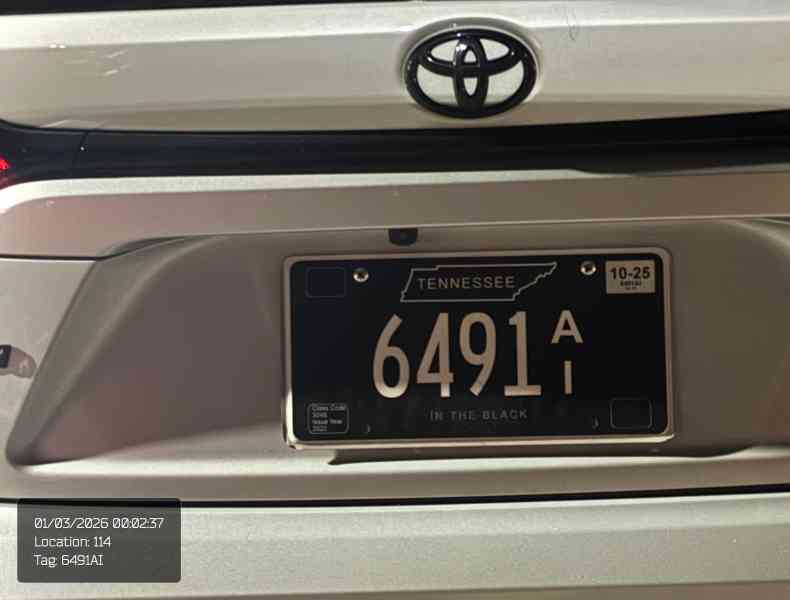 TENNESSEE
10-25
6491AI
6491 A
I
IN THE BLACK
Class Code
Issue Year
01/03/2026 00:02:37
Location: 114
Tag: 6491AI